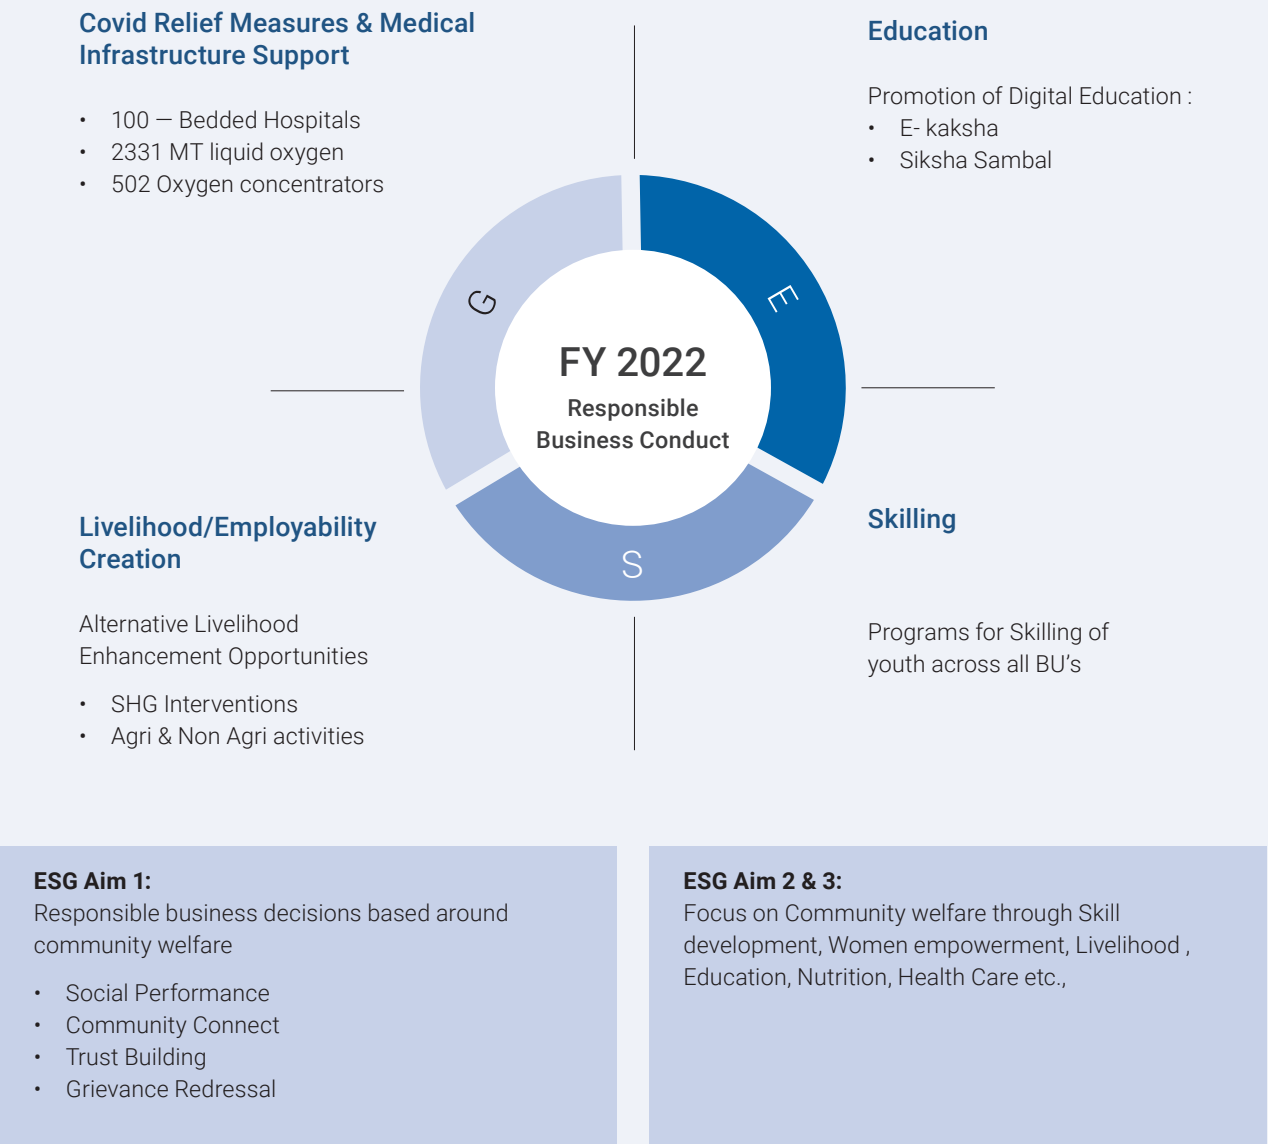 Covid Relief Measures & Medical
Infrastructure Support
• 100 — Bedded Hospitals
• 2331 MT liquid oxygen
• 502 Oxygen concentrators
Education
Promotion of Digital Education :
• E- kaksha
• Siksha Sambal
G
E
S
FY 2022
Responsible
Business Conduct
Livelihood/Employability
Creation
Alternative Livelihood
Enhancement Opportunities
• SHG Interventions
• Agri & Non Agri activities
Skilling
Programs for Skilling of
youth across all BU’s
ESG Aim 1:
Responsible business decisions based around
community welfare
• Social Performance
• Community Connect
• Trust Building
• Grievance Redressal
ESG Aim 2 & 3:
Focus on Community welfare through Skill
development, Women empowerment, Livelihood ,
Education, Nutrition, Health Care etc.,